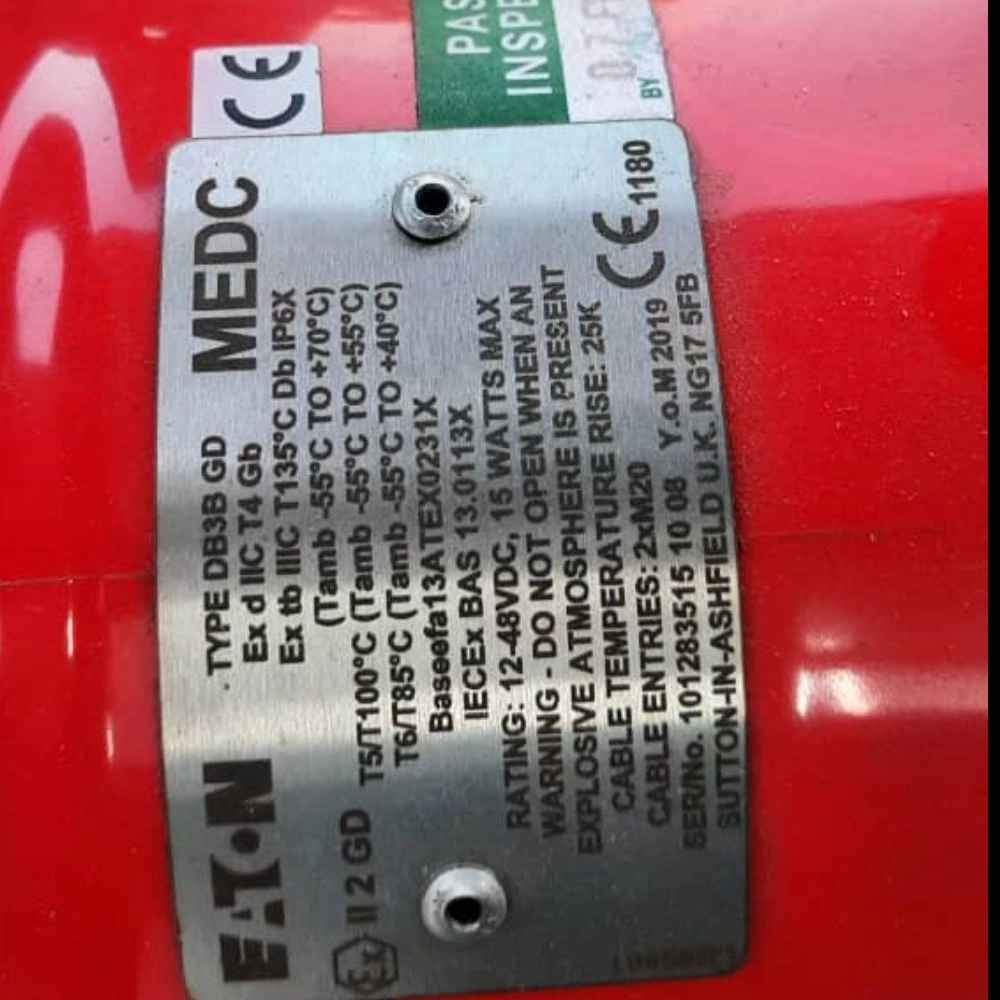 CE
PAS
INSPE
BY
EATON
MEDC
TYPE DB3B GD
Ex d IIC T4 Gb
Ex tb IIIC T135°C Db IP6X
(Tamb -55°C TO +70°C)
Ex II 2 GD
T5/T100°C (Tamb -55°C TO +55°C)
T6/T85°C (Tamb -55°C TO +40°C)
Baseefa13ATEX0231X
IECEx BAS 13.0113X
RATING: 12-48VDC, 15 WATTS MAX
WARNING - DO NOT OPEN WHEN AN
EXPLOSIVE ATMOSPHERE IS PRESENT
CABLE TEMPERATURE RISE: 25K
CABLE ENTRIES: 2xM20
CE 1180
SER/No. 101283515 10 08 Y.o.M 2019
SUTTON-IN-ASHFIELD U.K. NG17 5FB